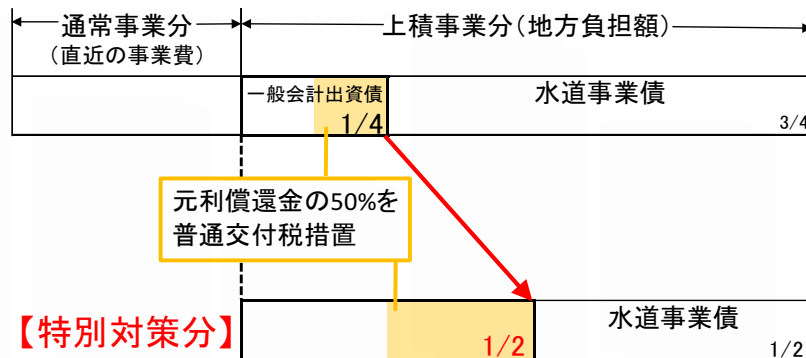 通常事業分
(直近の事業費)
上積事業分(地方負担額)
一般会計出資債
1/4
水道事業債
3/4
元利償還金の50%を
普通交付税措置
【特別対策分】
1/2
水道事業債
1/2